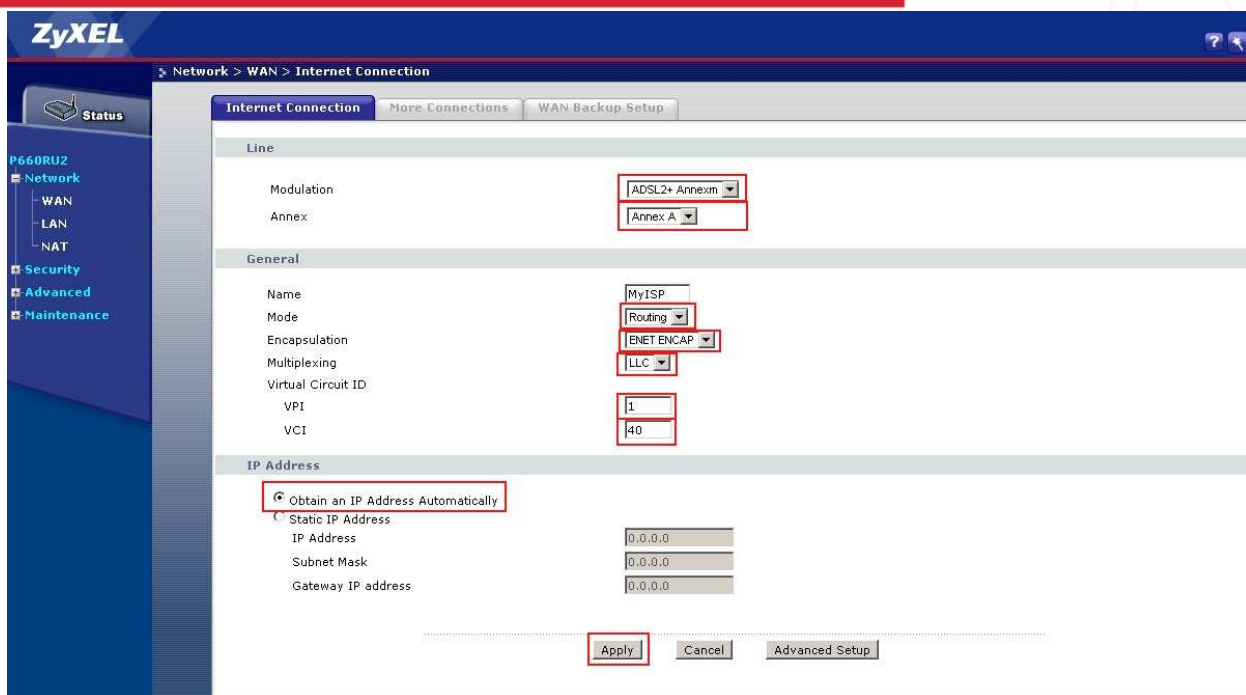 ZyXEL
?
Network > WAN > Internet Connection
Status
P660RU2
Network
WAN
LAN
NAT
Security
Advanced
Maintenance
Internet Connection
More Connections
WAN Backup Setup
Line
Modulation ADSL2+ Annexm
Annex Annex A
General
Name MyISP
Mode Routing
Encapsulation ENET ENCAP
Multiplexing LLC
Virtual Circuit ID
VPI 1
VCI 40
IP Address
Obtain an IP Address Automatically
Static IP Address
IP Address 0.0.0.0
Subnet Mask 0.0.0.0
Gateway IP address 0.0.0.0
Apply Cancel Advanced Setup